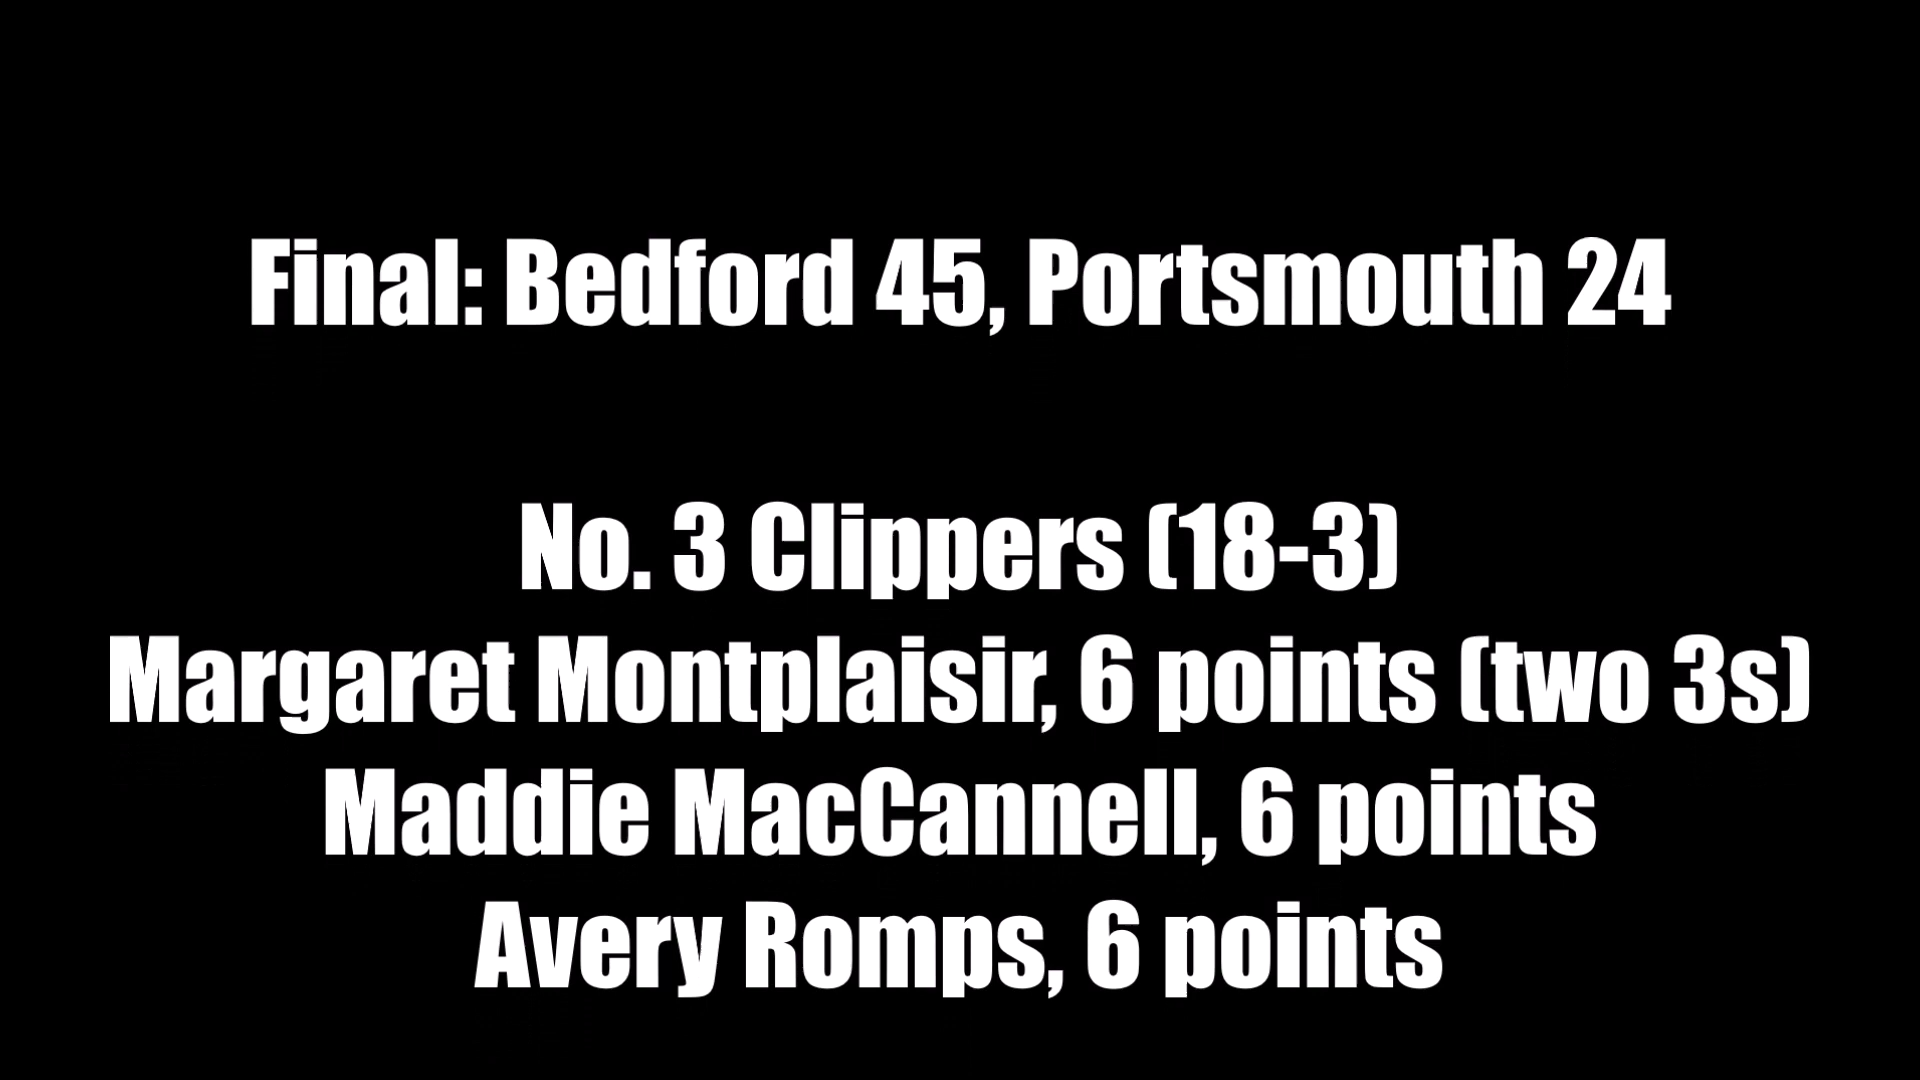 Final: Bedford 45, Portsmouth 24
No. 3 Clippers (18-3)
Margaret Montplaisir, 6 points (two 3s)
Maddie MacCannell, 6 points
Avery Romps, 6 points